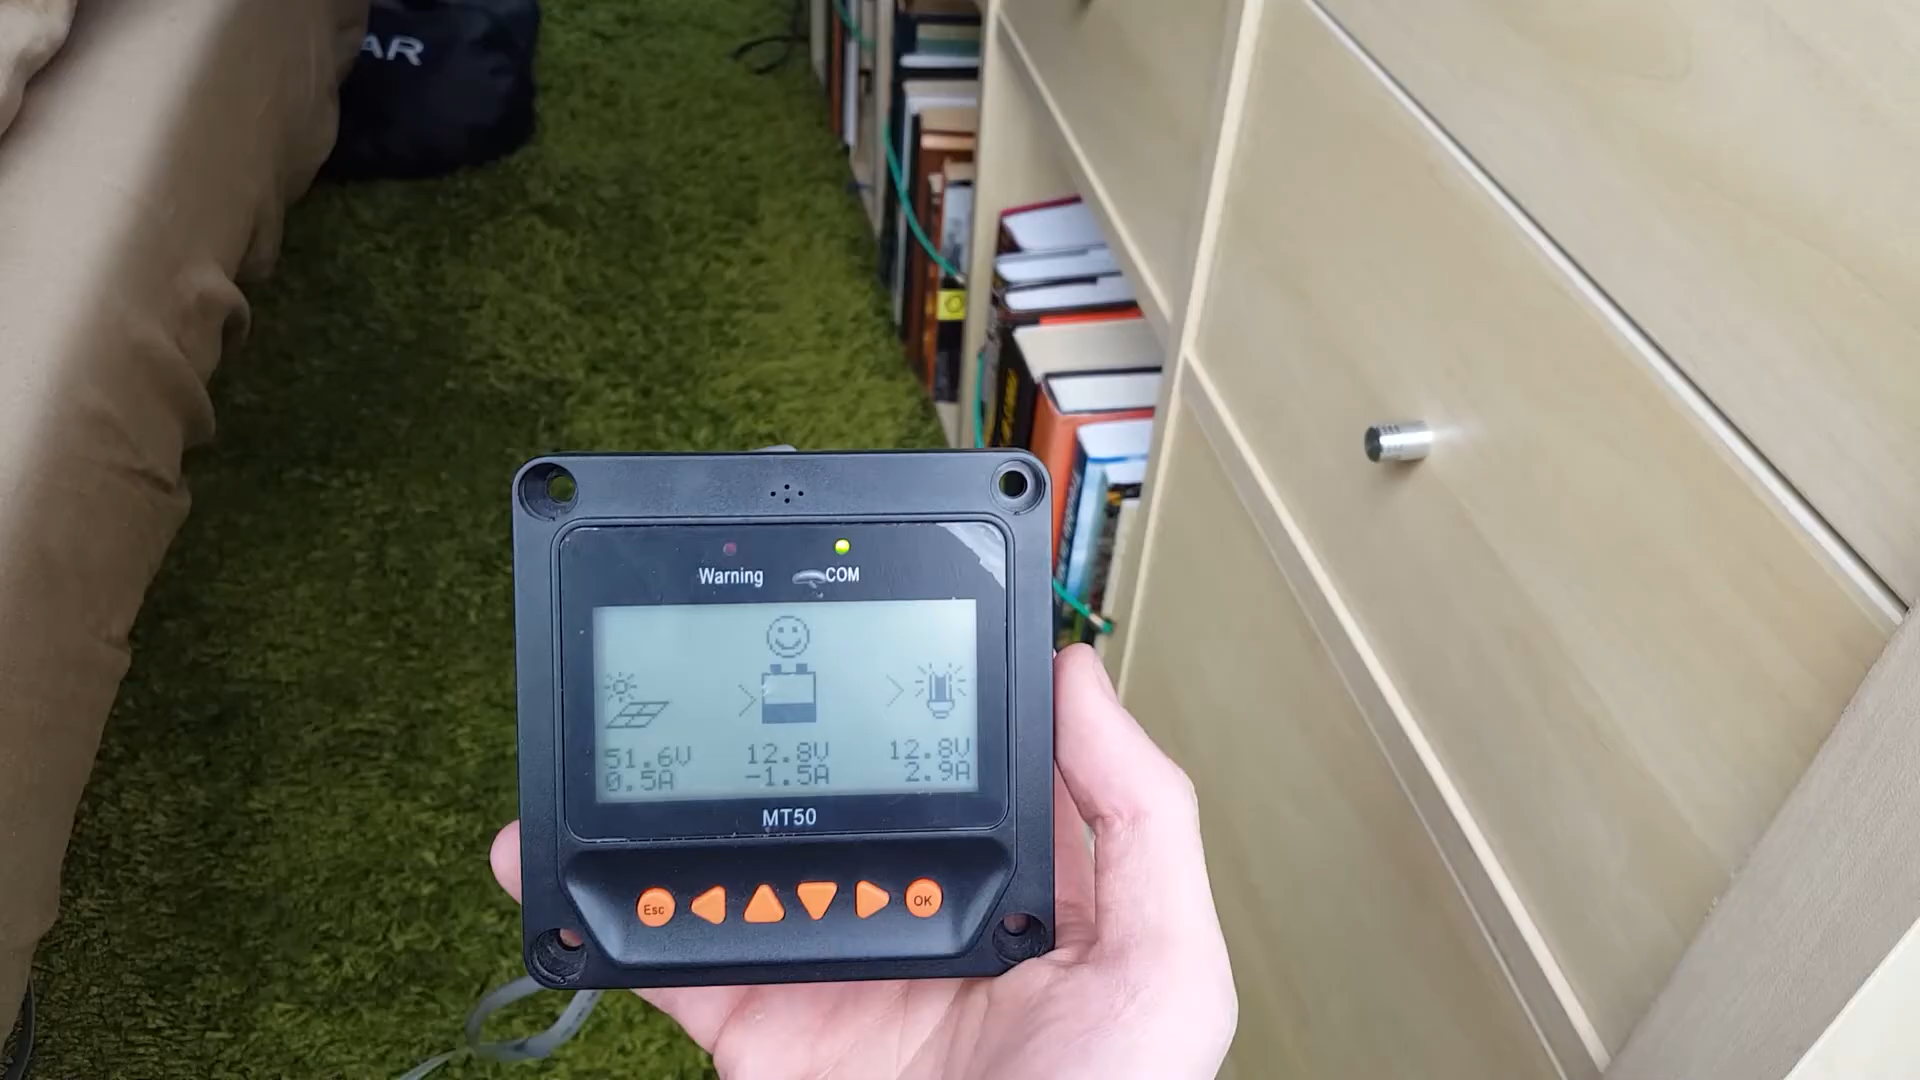 AR
Warning
COM
51.6V 12.8V 12.8V
0.5A -1.5A 2.9A
MT50
Esc
OK